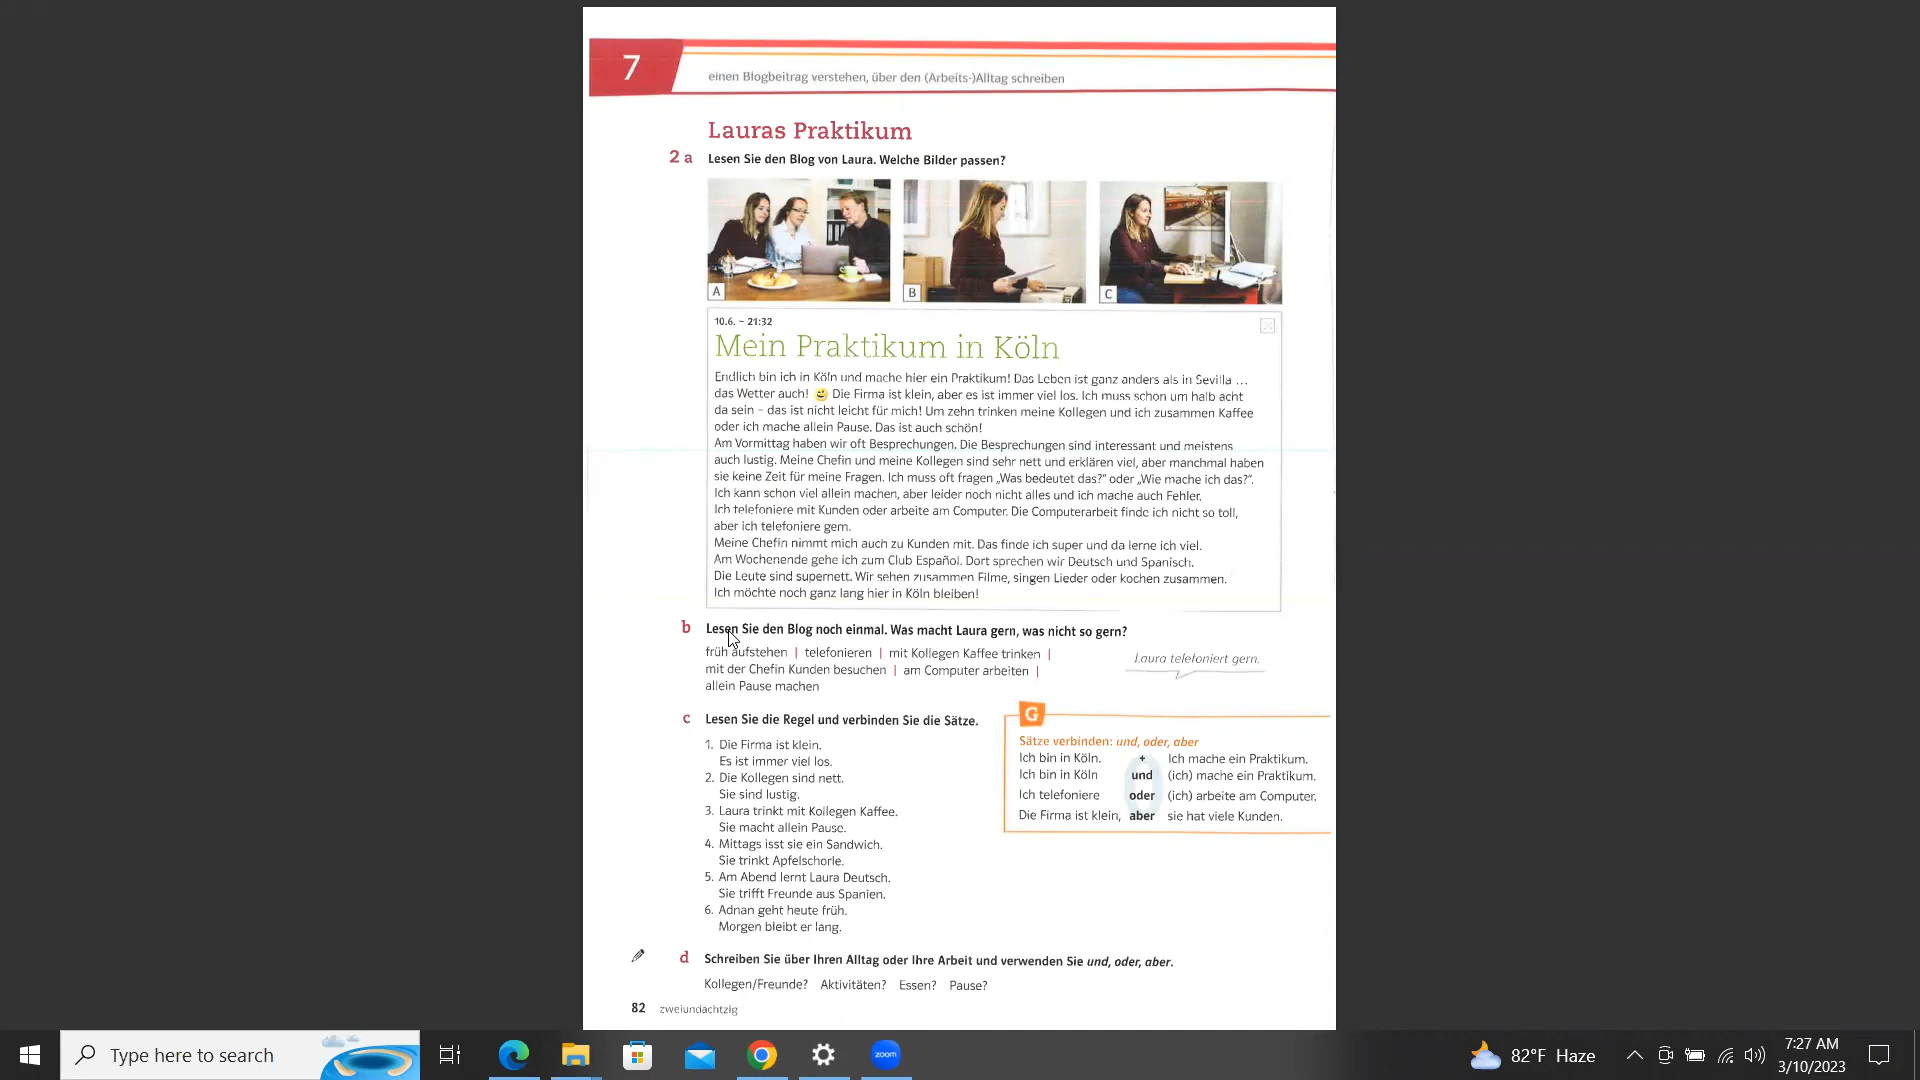 7
einen Blogbeitrag verstehen, über den (Arbeits-)Alltag schreiben
Lauras Praktikum
2 a Lesen Sie den Blog von Laura. Welche Bilder passen?
A B C
10.6. – 21:32
Mein Praktikum in Köln
Endlich bin ich in Köln und mache hier ein Praktikum! Das Leben ist ganz anders als in Sevilla …
das Wetter auch! 😉 Die Firma ist klein, aber es ist immer viel los. Ich muss schon um halb acht
da sein – das ist nicht leicht für mich! Um zehn trinken meine Kollegen und ich zusammen Kaffee
oder ich mache allein Pause. Das ist auch schön!
Am Vormittag haben wir oft Besprechungen. Die Besprechungen sind interessant und meistens
auch lustig. Meine Chefin und meine Kollegen sind sehr nett und erklären viel, aber manchmal haben
sie keine Zeit für meine Fragen. Ich muss oft fragen „Was bedeutet das?" oder „Wie mache ich das?".
Ich kann schon viel allein machen, aber leider noch nicht alles und ich mache auch Fehler.
Ich telefoniere mit Kunden oder arbeite am Computer. Die Computerarbeit finde ich nicht so toll,
aber ich telefoniere gern.
Meine Chefin nimmt mich auch zu Kunden mit. Das finde ich super und da lerne ich viel.
Am Wochenende gehe ich zum Club Español. Dort sprechen wir Deutsch und Spanisch.
Die Leute sind supernett. Wir sehen zusammen Filme, singen Lieder oder kochen zusammen.
Ich möchte noch ganz lang hier in Köln bleiben!
b Lesen Sie den Blog noch einmal. Was macht Laura gern, was nicht so gern?
früh aufstehen | telefonieren | mit Kollegen Kaffee trinken |
mit der Chefin Kunden besuchen | am Computer arbeiten |
allein Pause machen
Laura telefoniert gern.
c Lesen Sie die Regel und verbinden Sie die Sätze.
1. Die Firma ist klein.
Es ist immer viel los.
2. Die Kollegen sind nett.
Sie sind lustig.
3. Laura trinkt mit Kollegen Kaffee.
Sie macht allein Pause.
4. Mittags isst sie ein Sandwich.
Sie trinkt Apfelschorle.
5. Am Abend lernt Laura Deutsch.
Sie trifft Freunde aus Spanien.
6. Adnan geht heute früh.
Morgen bleibt er lang.
G
Sätze verbinden: und, oder, aber
Ich bin in Köln. + Ich mache ein Praktikum.
Ich bin in Köln und (ich) mache ein Praktikum.
Ich telefoniere oder (ich) arbeite am Computer.
Die Firma ist klein, aber sie hat viele Kunden.
d Schreiben Sie über Ihren Alltag oder Ihre Arbeit und verwenden Sie und, oder, aber.
Kollegen/Freunde? Aktivitäten? Essen? Pause?
82 zweiundachtzig
Type here to search
zoom
82°F Haze
7:27 AM
3/10/2023